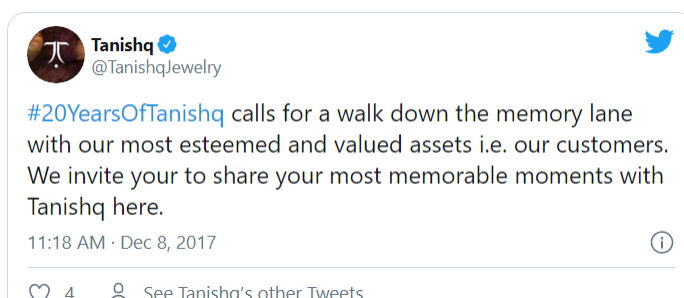 Tanishq
@TanishqJewelry
#20YearsOfTanishq calls for a walk down the memory lane
with our most esteemed and valued assets i.e. our customers.
We invite your to share your most memorable moments with
Tanishq here.
11:18 AM · Dec 8, 2017
4 See Tanishq's other Tweets